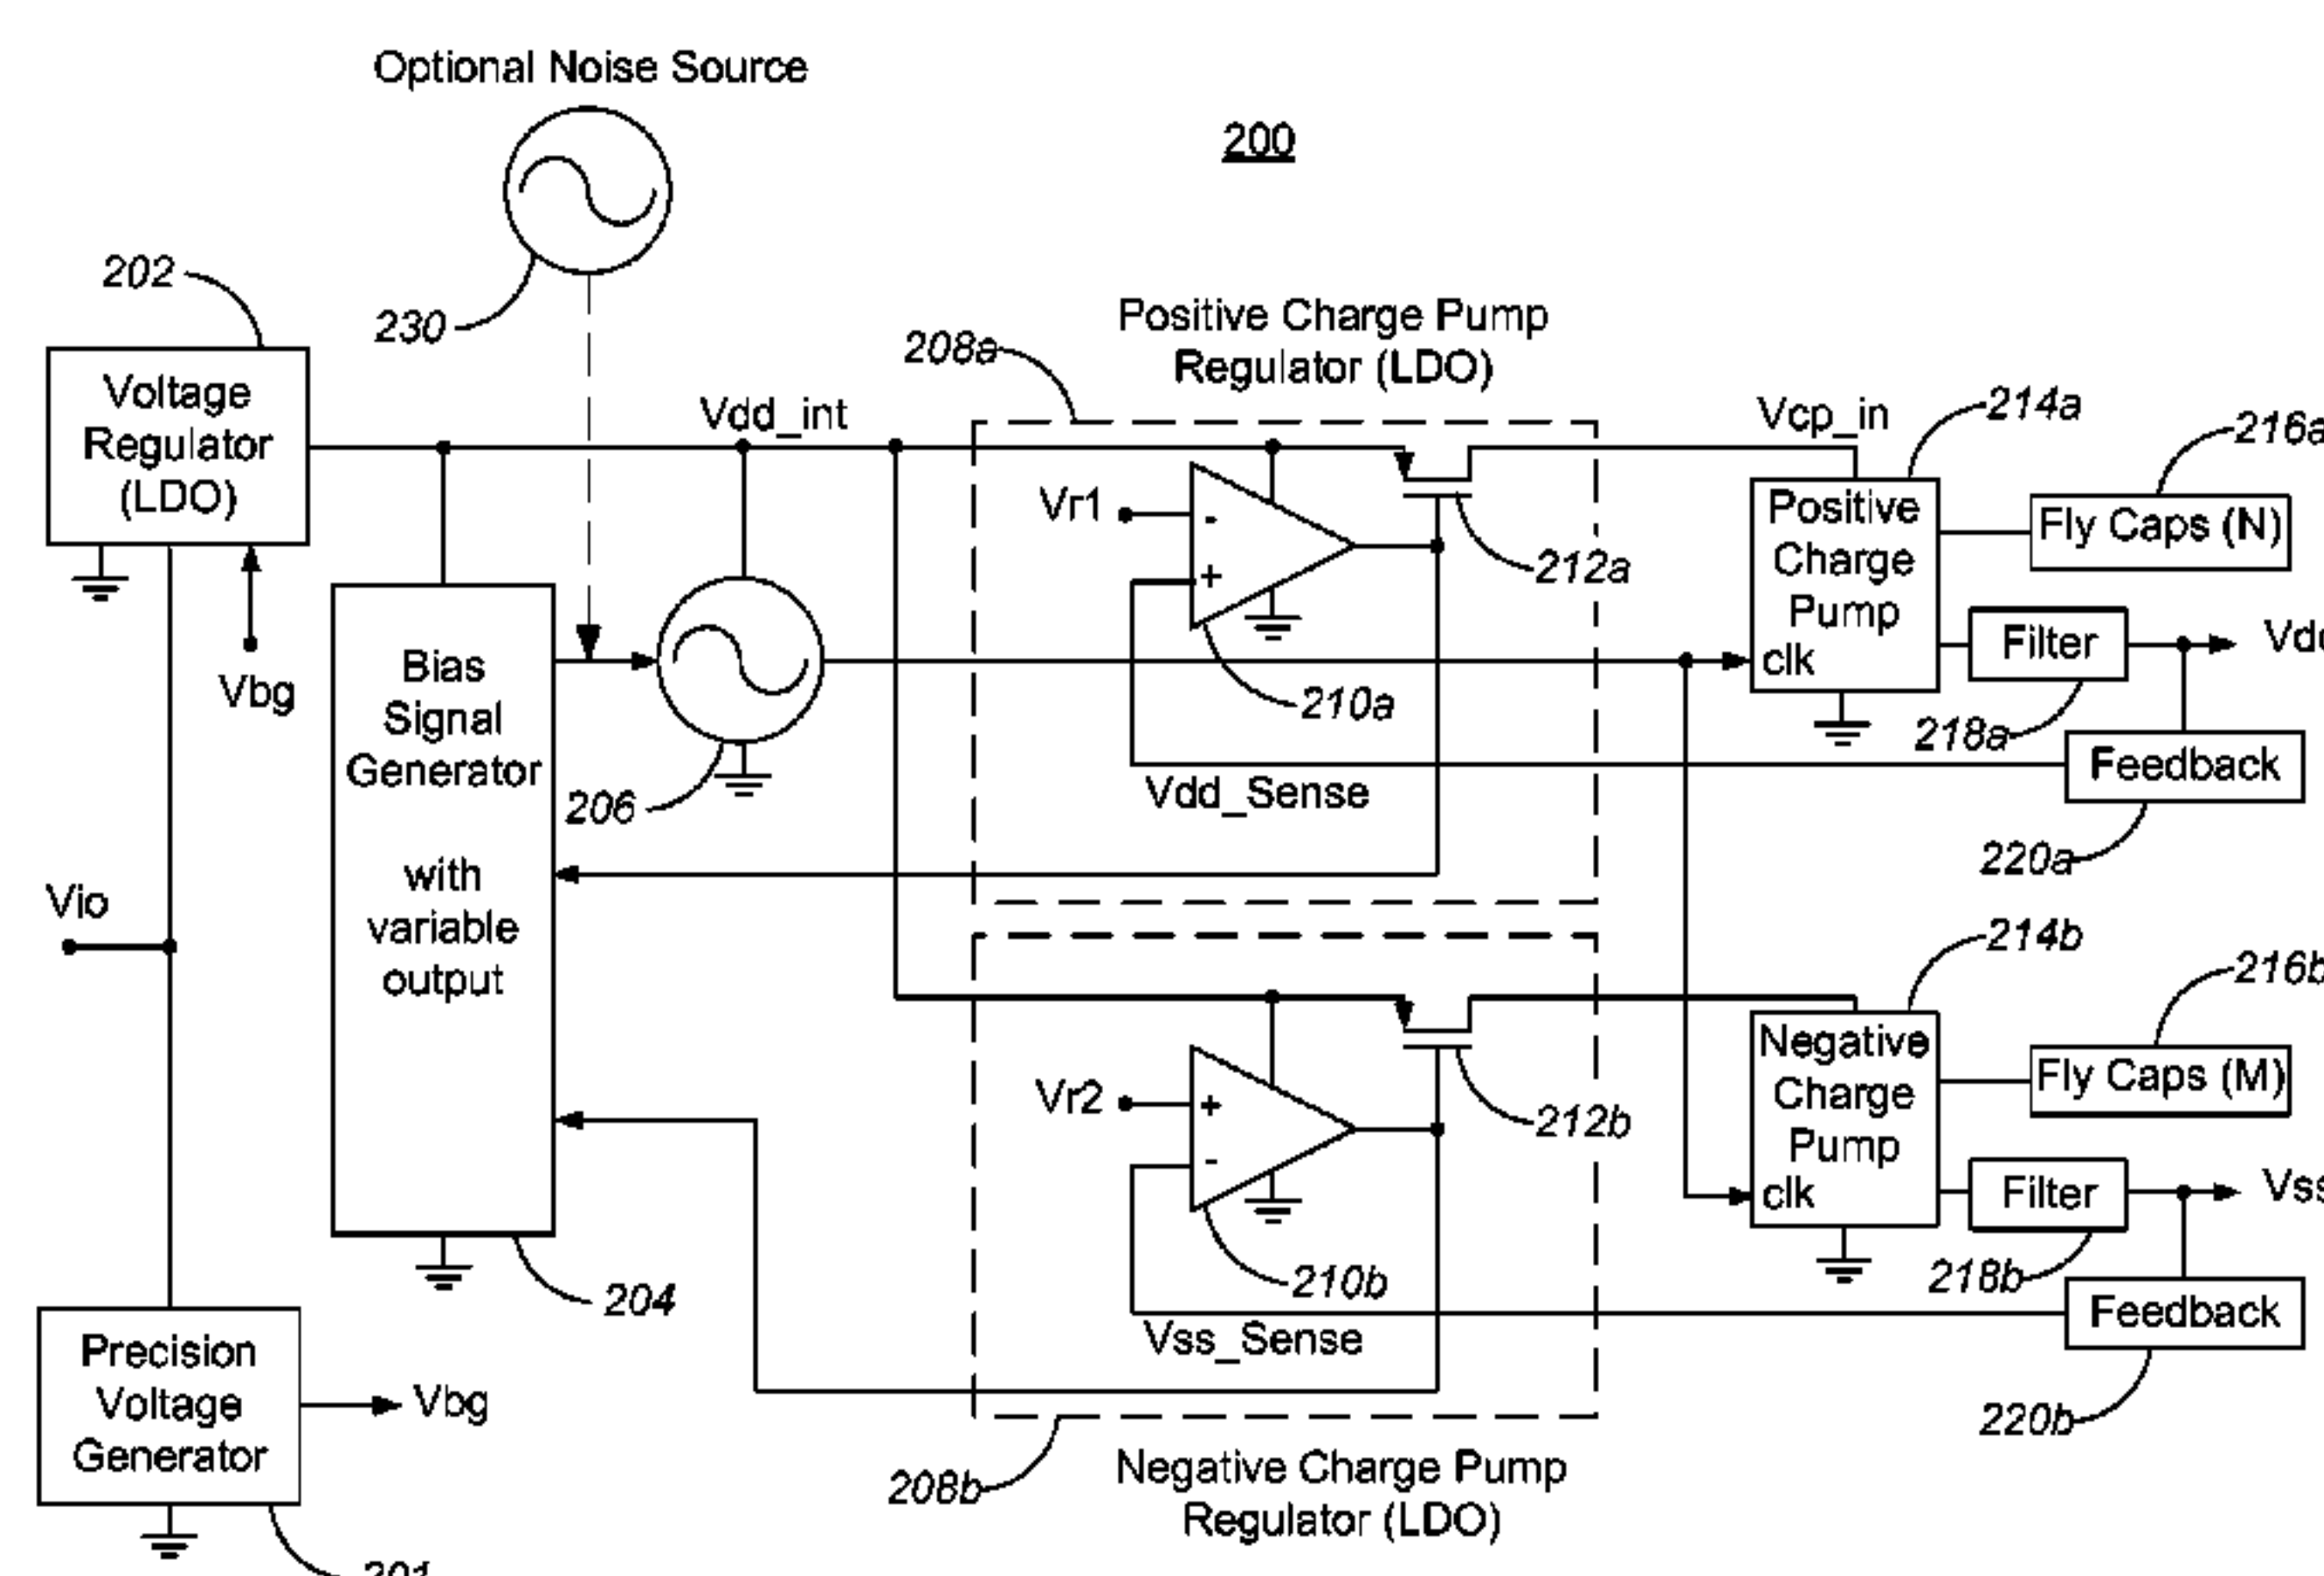 Optional Noise Source
200
202
230
Positive Charge Pump
Regulator (LDO)
208a
Voltage
Regulator
(LDO)
Vdd_int
Vcp_in
214a
216a
Vr1
-
+
212a
Positive
Charge
Pump
clk
Fly Caps (N)
Filter
Vbg
Bias
Signal
Generator
with
variable
output
210a
218a
206
Vdd_Sense
Feedback
220a
Vio
214b
216b
Vr2
+
-
212b
Negative
Charge
Pump
clk
Fly Caps (M)
Filter
204
210b
218b
Vss_Sense
Feedback
Precision
Voltage
Generator
Vbg
220b
208b
Negative Charge Pump
Regulator (LDO)